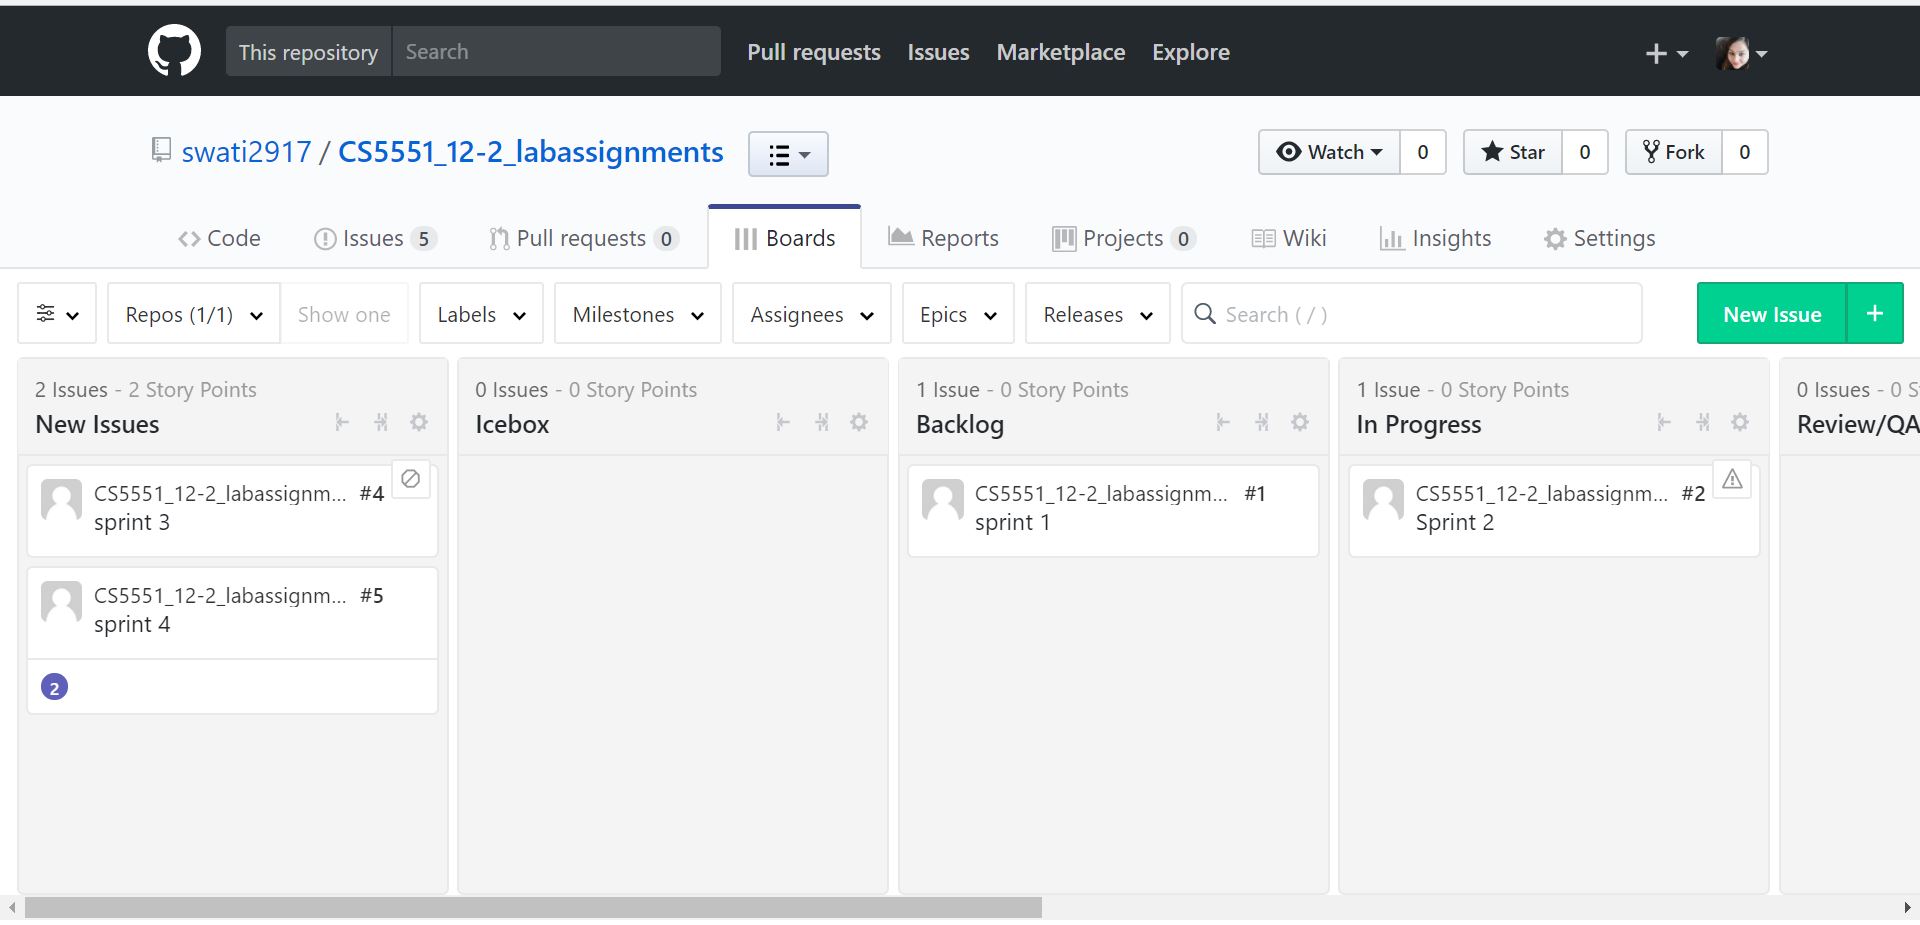 This repository Search Pull requests Issues Marketplace Explore
swati2917 / CS5551_12-2_labassignments Watch 0 Star 0 Fork 0
Code Issues 5 Pull requests 0 Boards Reports Projects 0 Wiki Insights Settings
Repos (1/1) Show one Labels Milestones Assignees Epics Releases Search ( / ) New Issue +
2 Issues - 2 Story Points
New Issues
CS5551_12-2_labassignm... #4
sprint 3
CS5551_12-2_labassignm... #5
sprint 4
2
0 Issues - 0 Story Points
Icebox
1 Issue - 0 Story Points
Backlog
CS5551_12-2_labassignm... #1
sprint 1
1 Issue - 0 Story Points
In Progress
CS5551_12-2_labassignm... #2
Sprint 2
0 Issues - 0 S
Review/QA